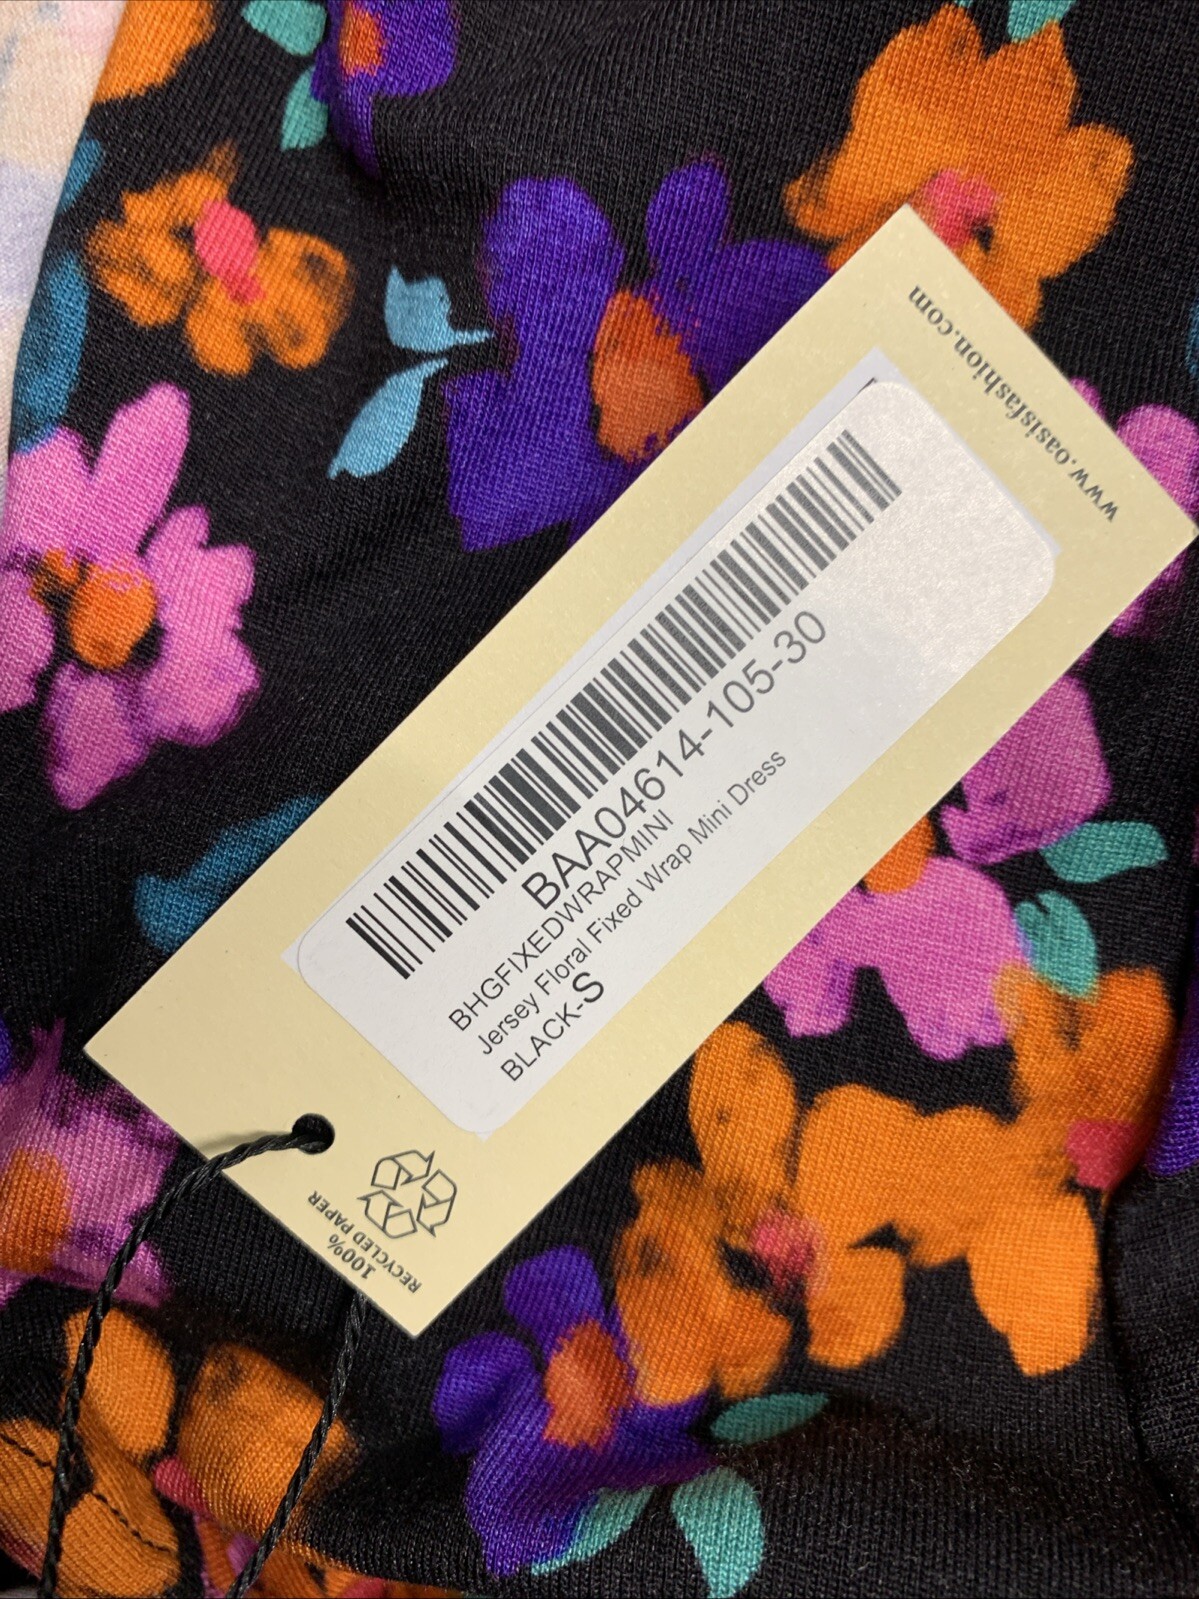 www.oasisfashion.com
BAA04614-105-30
BHGFIXEDWRAPMINI
Jersey Floral Fixed Wrap Mini Dress
BLACK-S
100%
RECYCLED PAPER